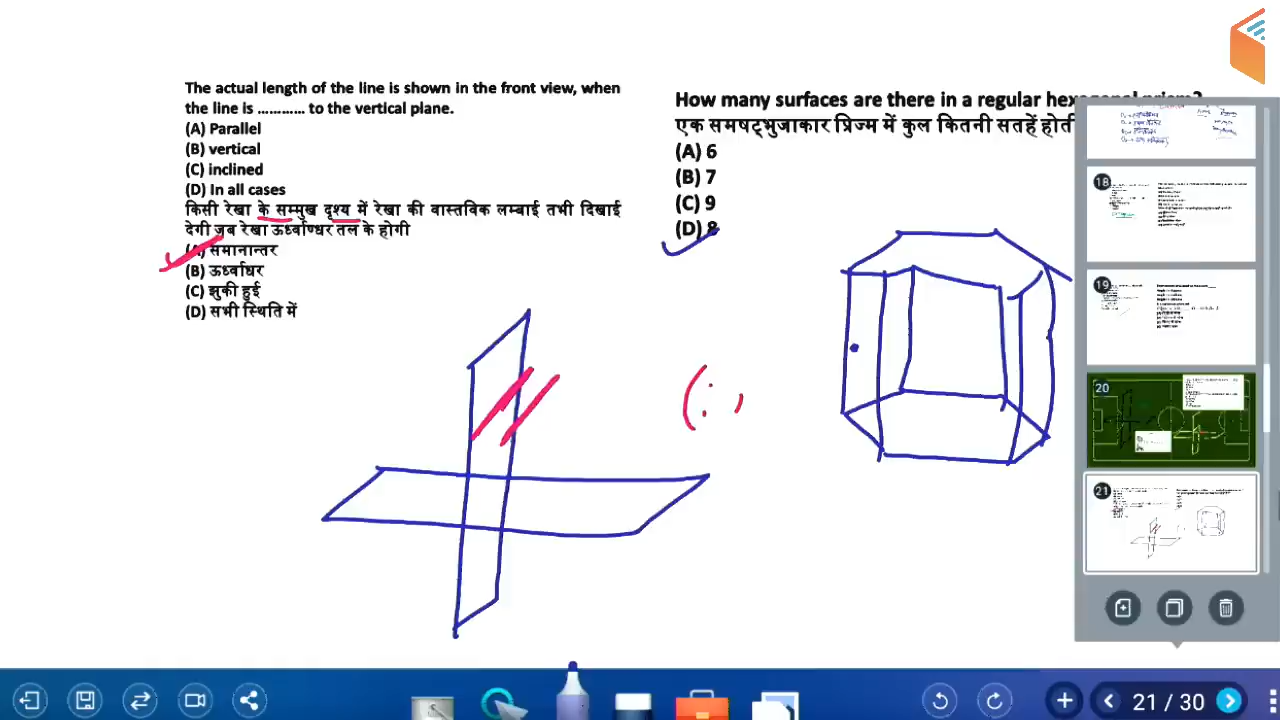 The actual length of the line is shown in the front view, when
the line is ............ to the vertical plane.
(A) Parallel
(B) vertical
(C) inclined
(D) In all cases
किसी रेखा के सम्मुख दृश्य में रेखा की वास्तविक लम्बाई तभी दिखाई
देगी जब रेखा ऊर्ध्वाण्धर तल के होगी
(A) समानान्तर
(B) ऊर्ध्वाधर
(C) झुकी हुई
(D) सभी स्थिति में
How many surfaces are there in a regular hexagonal prism?
एक समषट्भुजाकार प्रिज्म में कुल कितनी सतहें होती
(A) 6
(B) 7
(C) 9
(D) 8
18
19
20
21
21 / 30